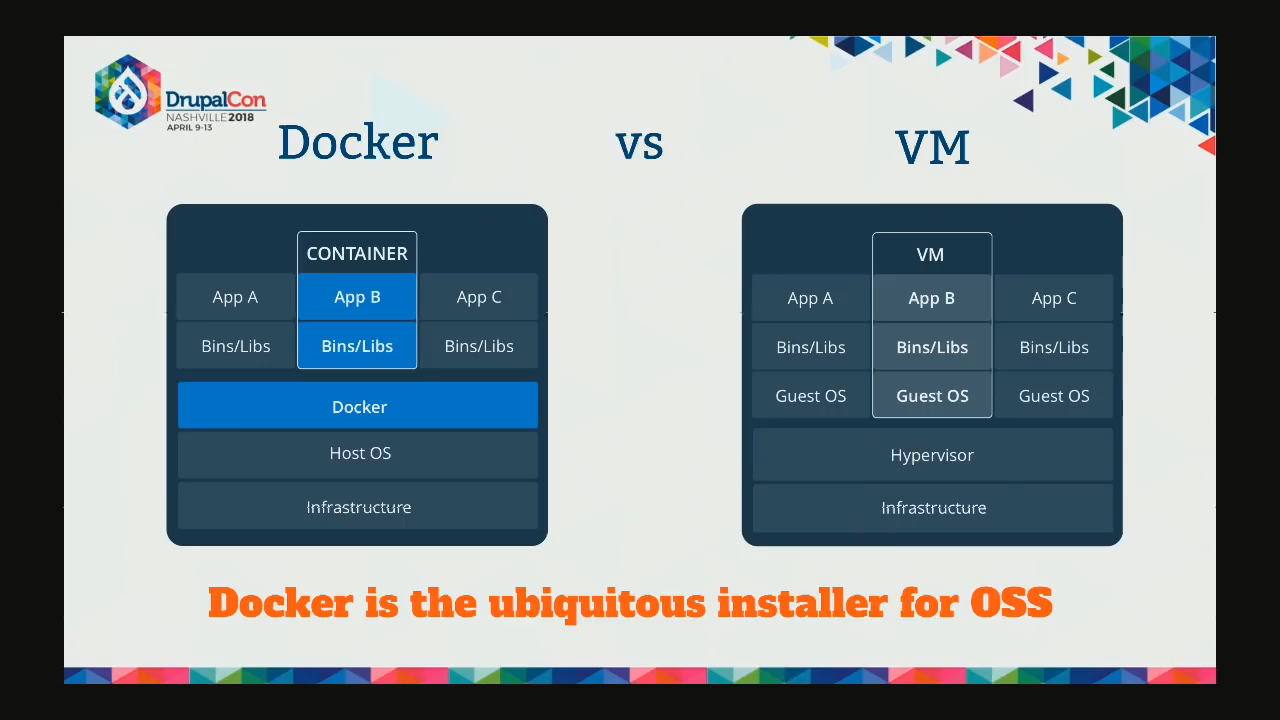 DrupalCon
NASHVILLE 2018
APRIL 9-13
Docker vs VM
CONTAINER
App A App B App C
Bins/Libs Bins/Libs Bins/Libs
Docker
Host OS
Infrastructure
VM
App A App B App C
Bins/Libs Bins/Libs Bins/Libs
Guest OS Guest OS Guest OS
Hypervisor
Infrastructure
Docker is the ubiquitous installer for OSS